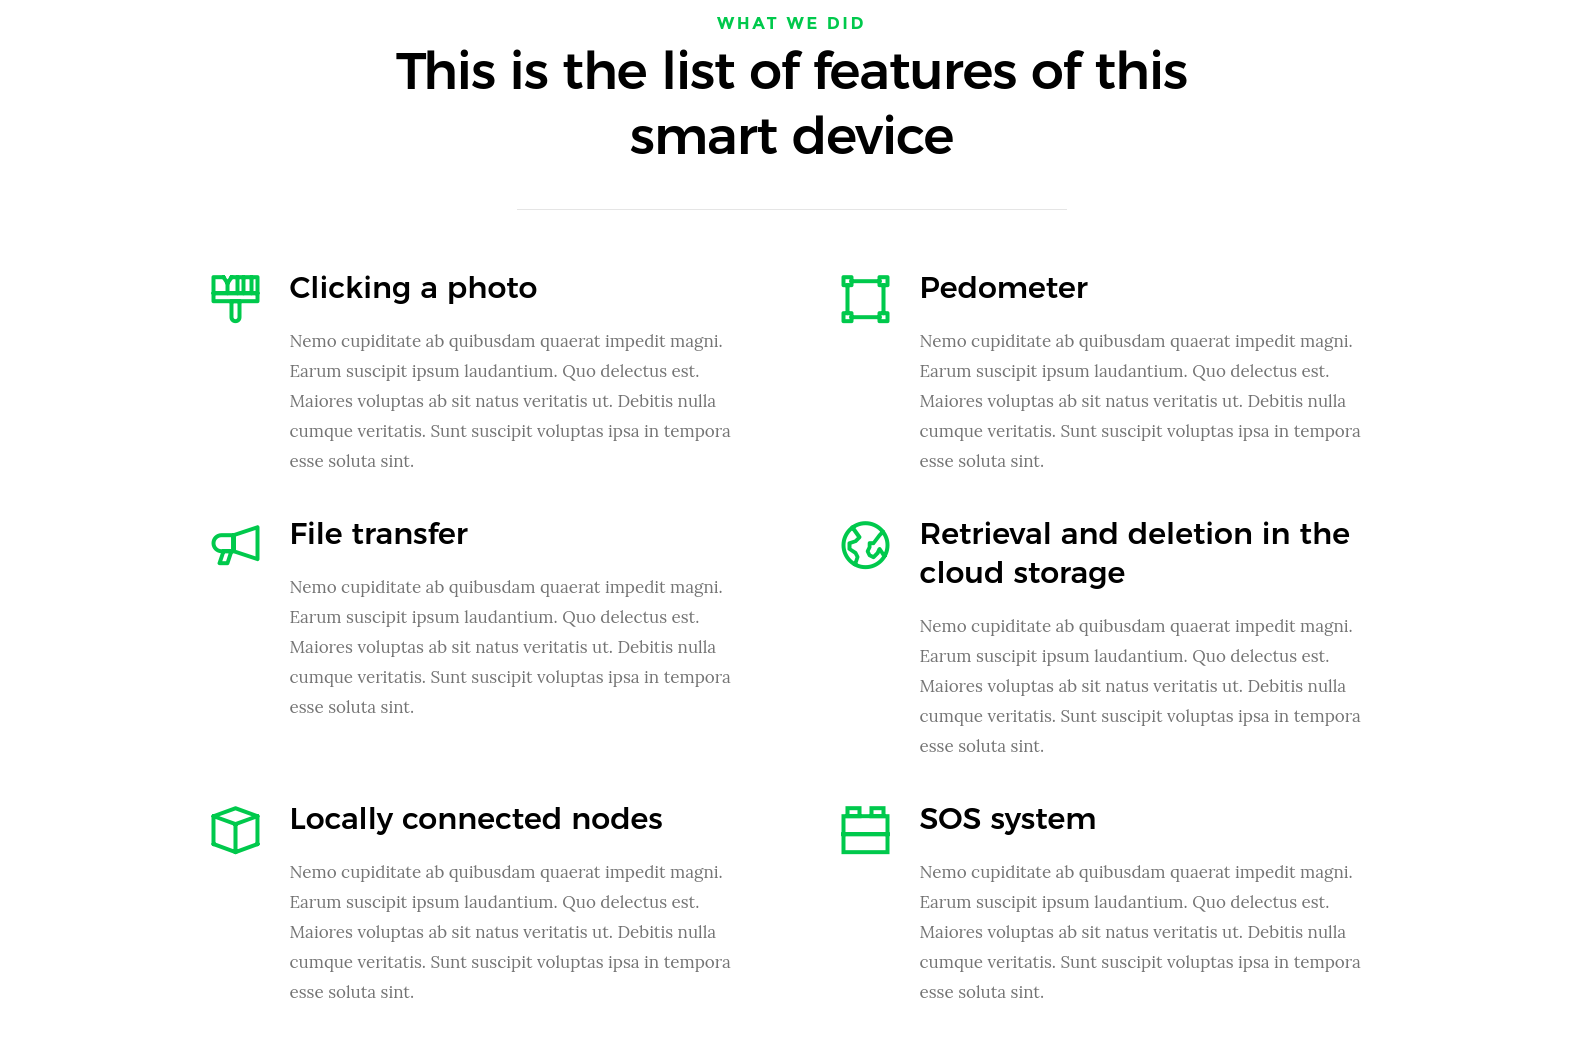 WHAT WE DID
This is the list of features of this
smart device
Clicking a photo
Nemo cupiditate ab quibusdam quaerat impedit magni.
Earum suscipit ipsum laudantium. Quo delectus est.
Maiores voluptas ab sit natus veritatis ut. Debitis nulla
cumque veritatis. Sunt suscipit voluptas ipsa in tempora
esse soluta sint.
Pedometer
Nemo cupiditate ab quibusdam quaerat impedit magni.
Earum suscipit ipsum laudantium. Quo delectus est.
Maiores voluptas ab sit natus veritatis ut. Debitis nulla
cumque veritatis. Sunt suscipit voluptas ipsa in tempora
esse soluta sint.
File transfer
Nemo cupiditate ab quibusdam quaerat impedit magni.
Earum suscipit ipsum laudantium. Quo delectus est.
Maiores voluptas ab sit natus veritatis ut. Debitis nulla
cumque veritatis. Sunt suscipit voluptas ipsa in tempora
esse soluta sint.
Retrieval and deletion in the
cloud storage
Nemo cupiditate ab quibusdam quaerat impedit magni.
Earum suscipit ipsum laudantium. Quo delectus est.
Maiores voluptas ab sit natus veritatis ut. Debitis nulla
cumque veritatis. Sunt suscipit voluptas ipsa in tempora
esse soluta sint.
Locally connected nodes
Nemo cupiditate ab quibusdam quaerat impedit magni.
Earum suscipit ipsum laudantium. Quo delectus est.
Maiores voluptas ab sit natus veritatis ut. Debitis nulla
cumque veritatis. Sunt suscipit voluptas ipsa in tempora
esse soluta sint.
SOS system
Nemo cupiditate ab quibusdam quaerat impedit magni.
Earum suscipit ipsum laudantium. Quo delectus est.
Maiores voluptas ab sit natus veritatis ut. Debitis nulla
cumque veritatis. Sunt suscipit voluptas ipsa in tempora
esse soluta sint.